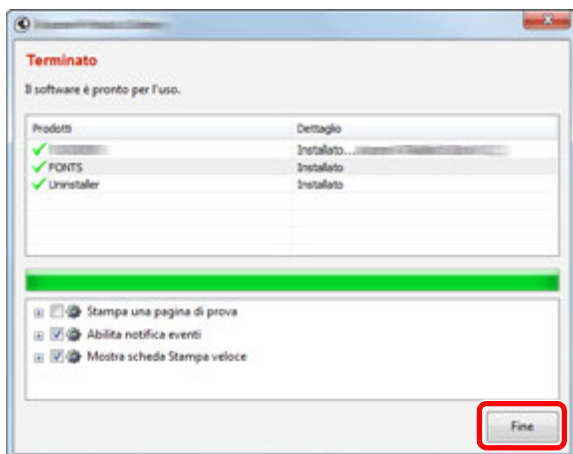 Terminato
Il software è pronto per l'uso.
Prodotti Dettaglio
Installato...
FONTS Installato
Uninstaller Installato
Stampa una pagina di prova
Abilita notifica eventi
Mostra scheda Stampa veloce
Fine